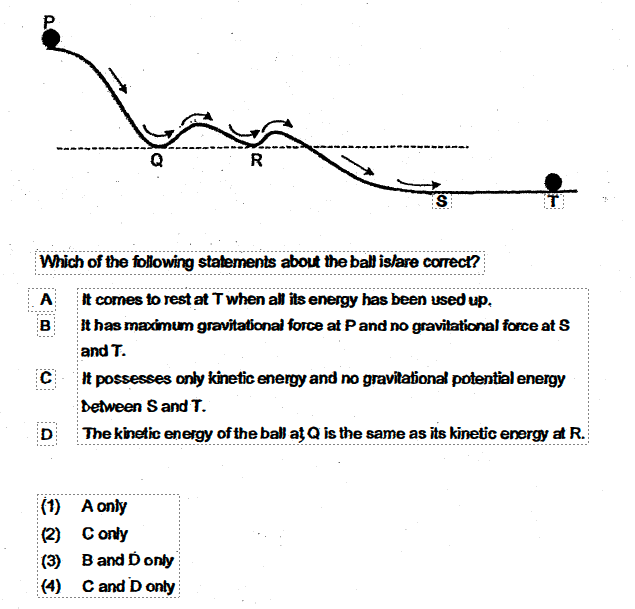 P
Q
R
S
T
Which of the following statements about the ball is/are correct?
A It comes to rest at T when all its energy has been used up.
B It has maximum gravitational force at P and no gravitational force at S
and T.
C It possesses only kinetic energy and no gravitational potential energy
between S and T.
D The kinetic energy of the ball at Q is the same as its kinetic energy at R.
(1) A only
(2) C only
(3) B and D only
(4) C and D only